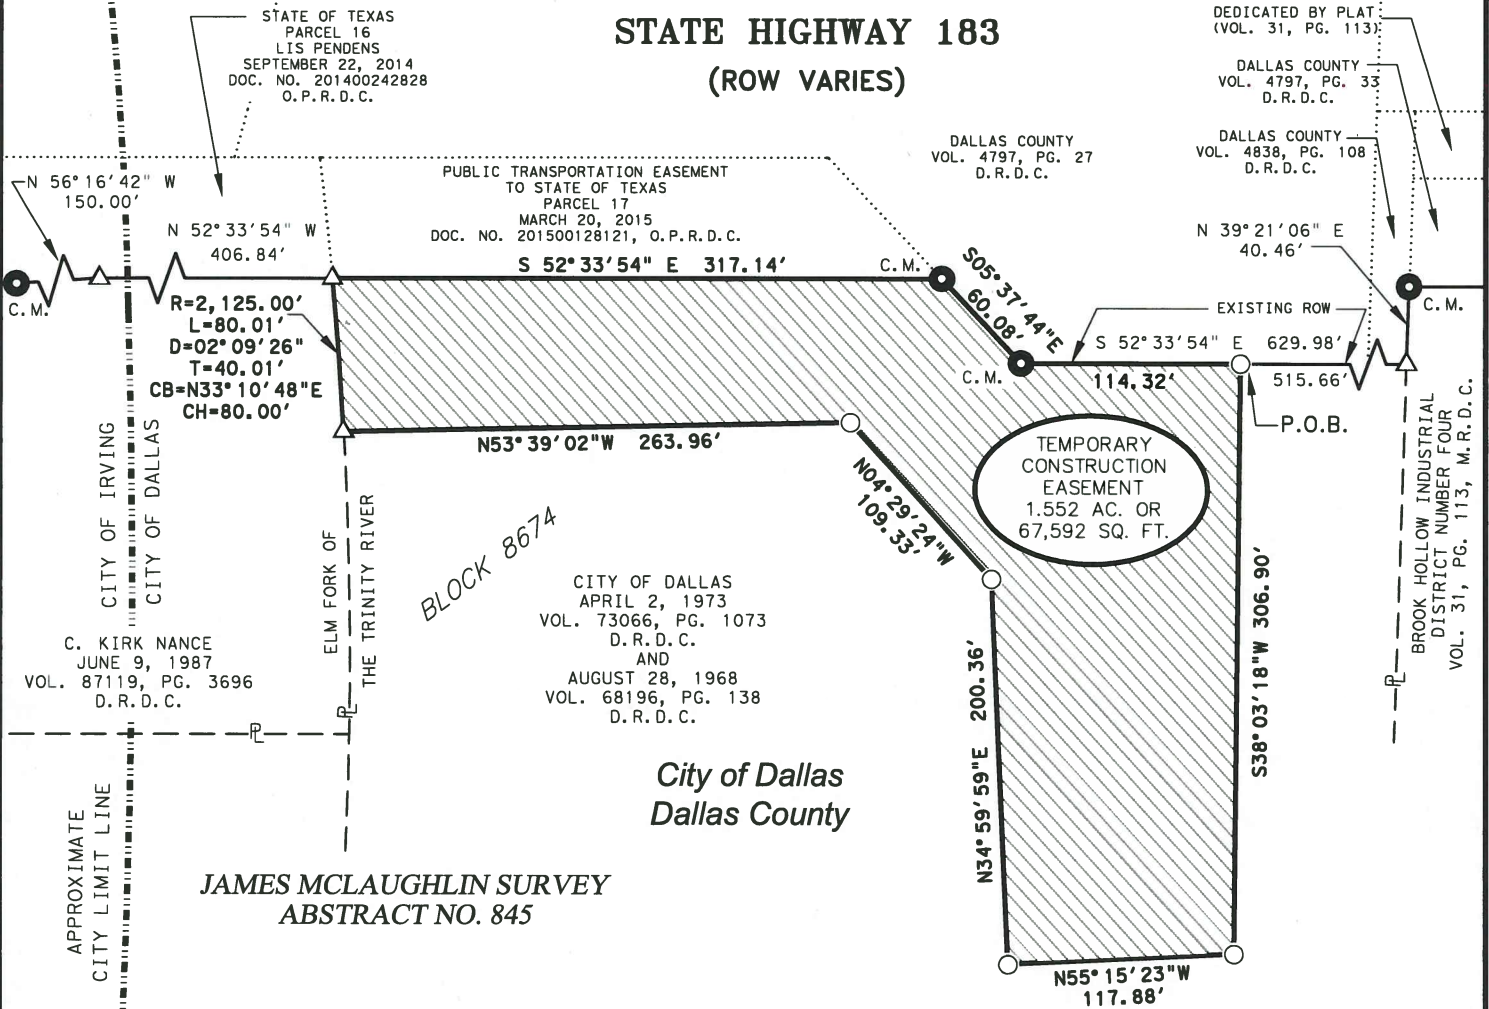 STATE OF TEXAS
PARCEL 16
LIS PENDENS
SEPTEMBER 22, 2014
DOC. NO. 201400242828
O.P.R.D.C.
STATE HIGHWAY 183
(ROW VARIES)
DEDICATED BY PLAT
(VOL. 31, PG. 113)
DALLAS COUNTY
VOL. 4797, PG. 33
D.R.D.C.
DALLAS COUNTY
VOL. 4838, PG. 108
D.R.D.C.
DALLAS COUNTY
VOL. 4797, PG. 27
D.R.D.C.
PUBLIC TRANSPORTATION EASEMENT
TO STATE OF TEXAS
PARCEL 17
MARCH 20, 2015
DOC. NO. 201500128121, O.P.R.D.C.
N 56°16'42" W
150.00'
N 52°33'54" W
406.84'
S 52°33'54" E 317.14'
C.M.
C.M.
S05°37'44"E
60.08'
N 39°21'06" E
40.46'
C.M.
EXISTING ROW
S 52°33'54" E 629.98'
C.M.
114.32'
515.66'
P.O.B.
R=2,125.00'
L=80.01'
D=02°09'26"
T=40.01'
CB=N33°10'48"E
CH=80.00'
N53°39'02"W 263.96'
N04°29'24"W
109.33'
TEMPORARY
CONSTRUCTION
EASEMENT
1.552 AC. OR
67,592 SQ. FT.
CITY OF IRVING
CITY OF DALLAS
ELM FORK OF
THE TRINITY RIVER
BLOCK 8674
CITY OF DALLAS
APRIL 2, 1973
VOL. 73066, PG. 1073
D.R.D.C.
AND
AUGUST 28, 1968
VOL. 68196, PG. 138
D.R.D.C.
C. KIRK NANCE
JUNE 9, 1987
VOL. 87119, PG. 3696
D.R.D.C.
PL
PL
PL
N34°59'59"E 200.36'
S38°03'18"W 306.90'
BROOK HOLLOW INDUSTRIAL
DISTRICT NUMBER FOUR
VOL. 31, PG. 113, M.R.D.C.
City of Dallas
Dallas County
APPROXIMATE
CITY LIMIT LINE
JAMES MCLAUGHLIN SURVEY
ABSTRACT NO. 845
N55°15'23"W
117.88'